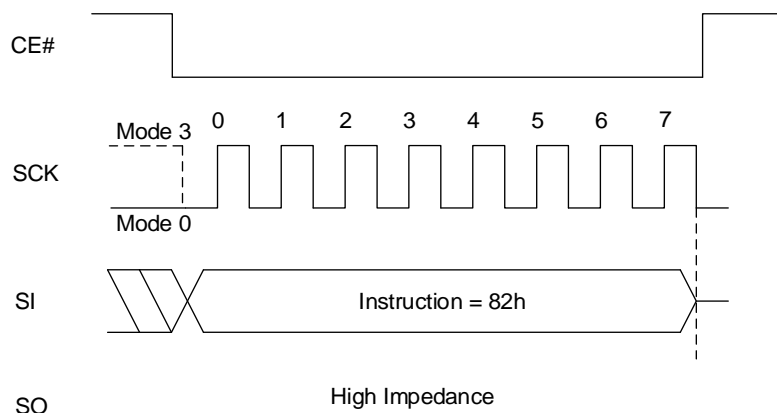 CE#
Mode 3
0 1 2 3 4 5 6 7
SCK
Mode 0
SI
Instruction = 82h
High Impedance
SO